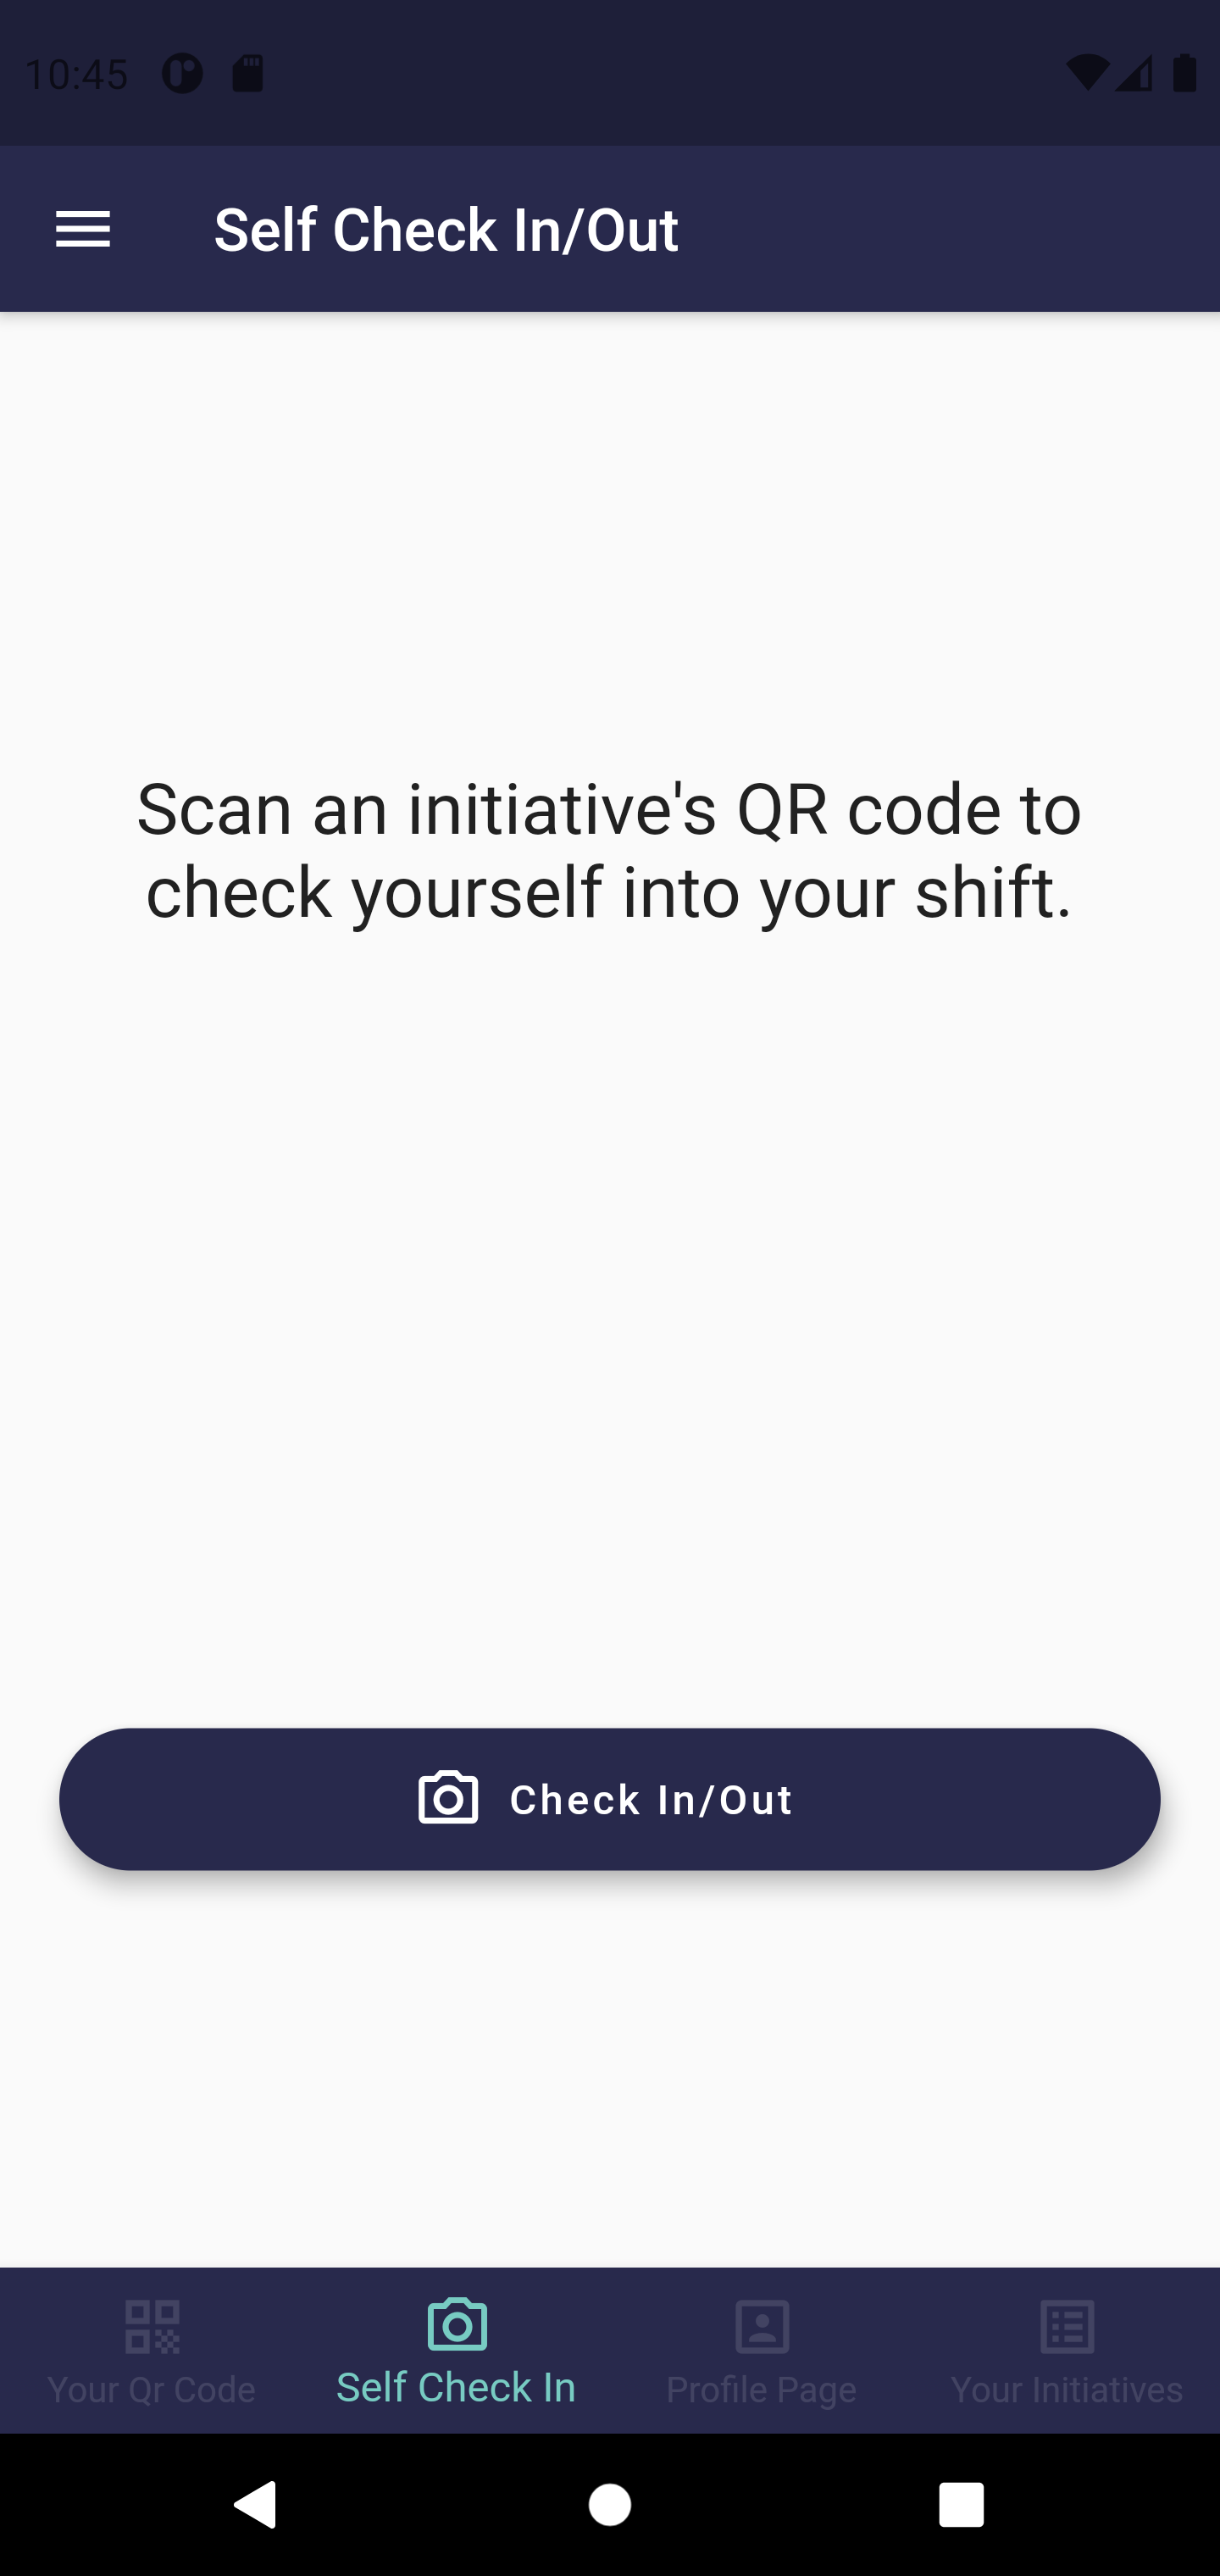 10:45
Self Check In/Out
Scan an initiative's QR code to
check yourself into your shift.
Check In/Out
Your Qr Code
Self Check In
Profile Page
Your Initiatives